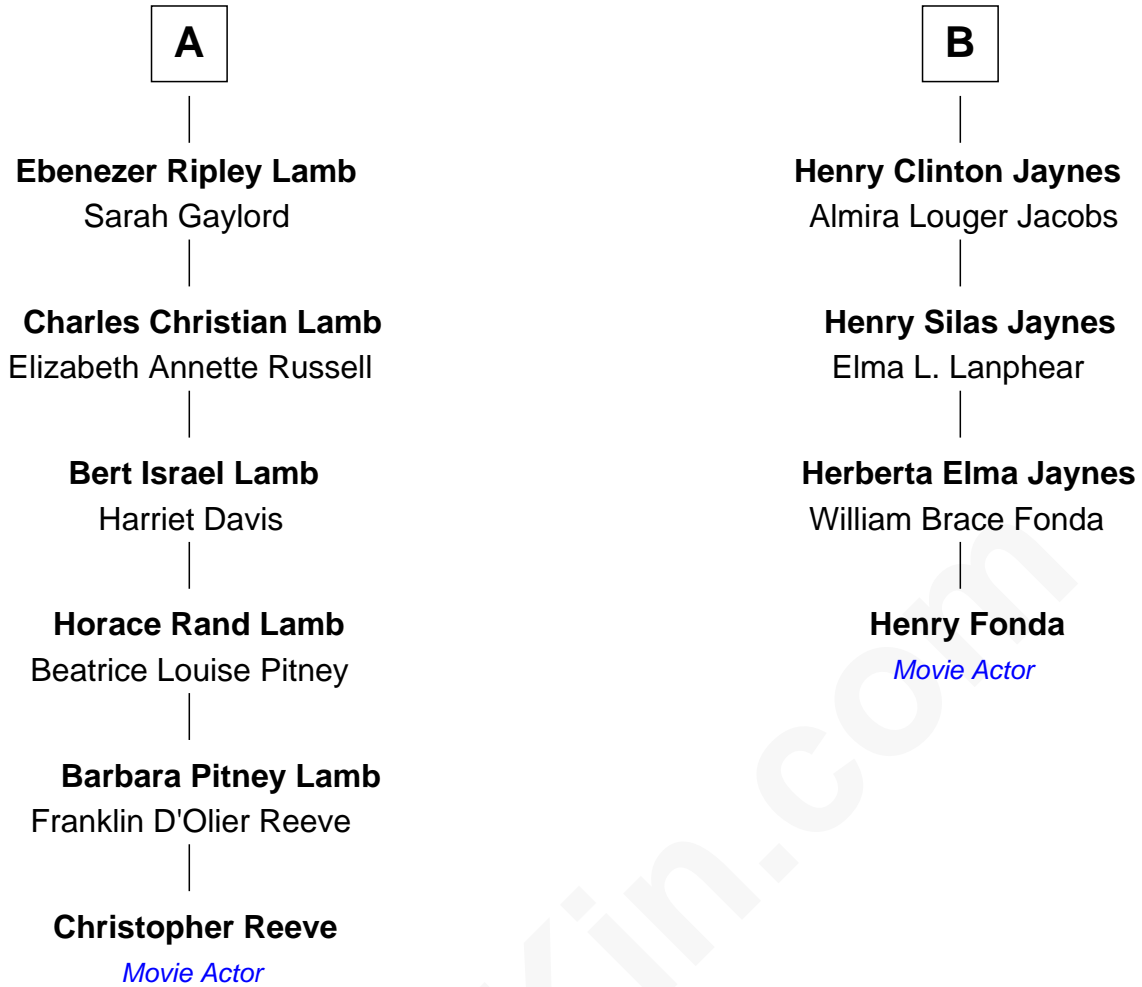 A
Ebenezer Ripley Lamb
Sarah Gaylord
Charles Christian Lamb
Elizabeth Annette Russell
Bert Israel Lamb
Harriet Davis
Horace Rand Lamb
Beatrice Louise Pitney
Barbara Pitney Lamb
Franklin D'Olier Reeve
Christopher Reeve
Movie Actor
B
Henry Clinton Jaynes
Almira Louger Jacobs
Henry Silas Jaynes
Elma L. Lanphear
Herberta Elma Jaynes
William Brace Fonda
Henry Fonda
Movie Actor
Kin.com